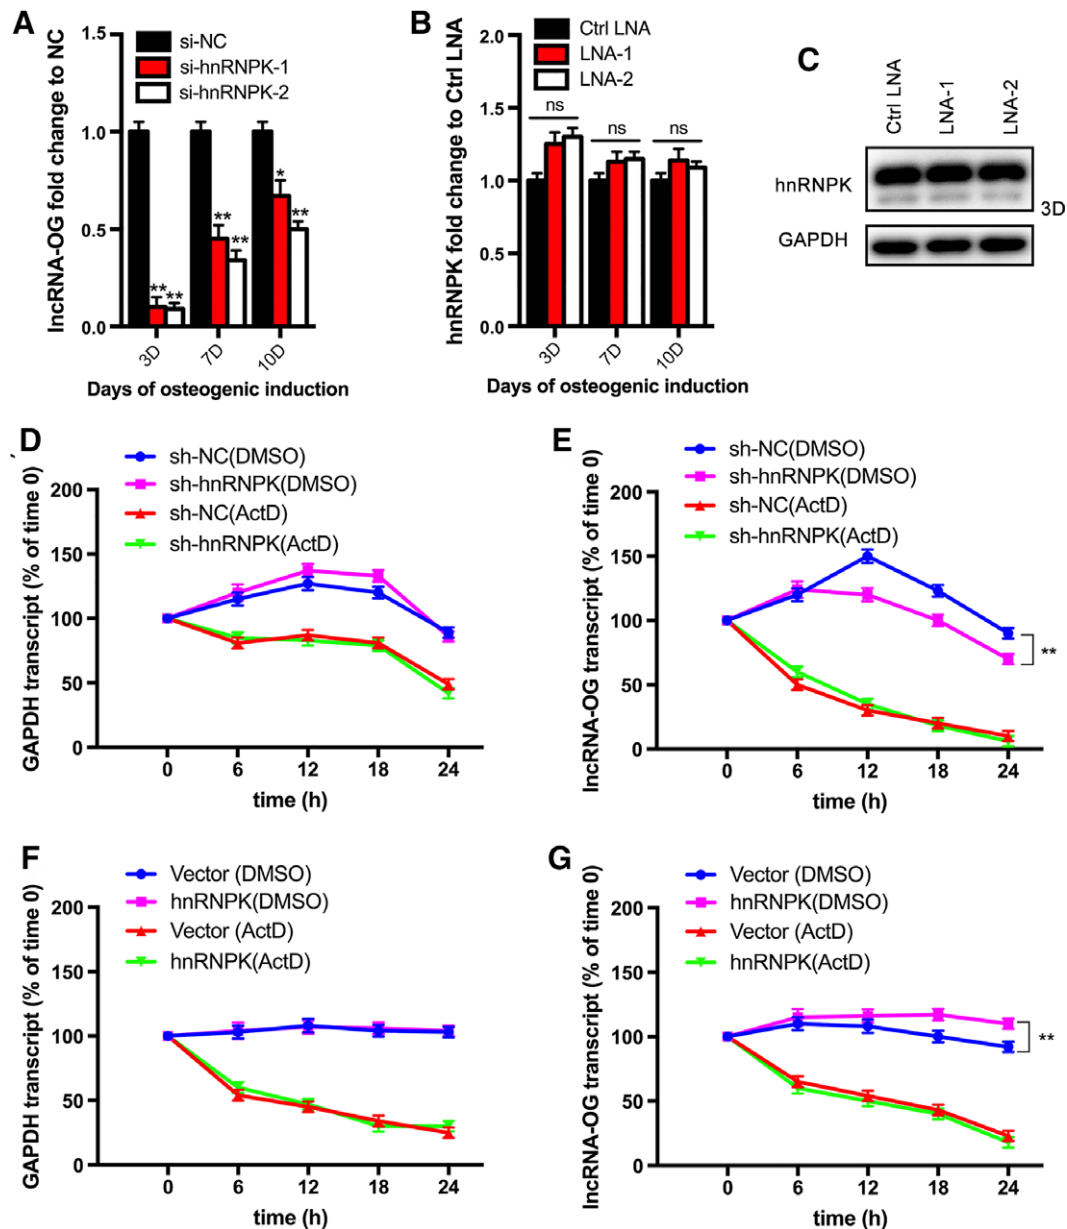 A
lncRNA-OG fold change to NC
1.5
1.0
0.5
0.0
si-NC
si-hnRNPK-1
si-hnRNPK-2
**
**
**
**
*
**
3D
7D
10D
Days of osteogenic induction
B
hnRNPK fold change to Ctrl LNA
2.0
1.5
1.0
0.5
0.0
Ctrl LNA
LNA-1
LNA-2
ns
ns
ns
3D
7D
10D
Days of osteogenic induction
C
Ctrl LNA
LNA-1
LNA-2
hnRNPK
GAPDH
3D
D
sh-NC(DMSO)
sh-hnRNPK(DMSO)
sh-NC(ActD)
sh-hnRNPK(ActD)
GAPDH transcript (% of time 0)
200
150
100
50
0
0 6 12 18 24
time (h)
E
sh-NC(DMSO)
sh-hnRNPK(DMSO)
sh-NC(ActD)
sh-hnRNPK(ActD)
lncRNA-OG transcript (% of time 0)
200
150
100
50
0
**
0 6 12 18 24
time (h)
F
Vector (DMSO)
hnRNPK(DMSO)
Vector (ActD)
hnRNPK(ActD)
GAPDH transcript (% of time 0)
200
150
100
50
0
0 6 12 18 24
time (h)
G
Vector (DMSO)
hnRNPK(DMSO)
Vector (ActD)
hnRNPK(ActD)
lncRNA-OG transcript (% of time 0)
200
150
100
50
0
**
0 6 12 18 24
time (h)